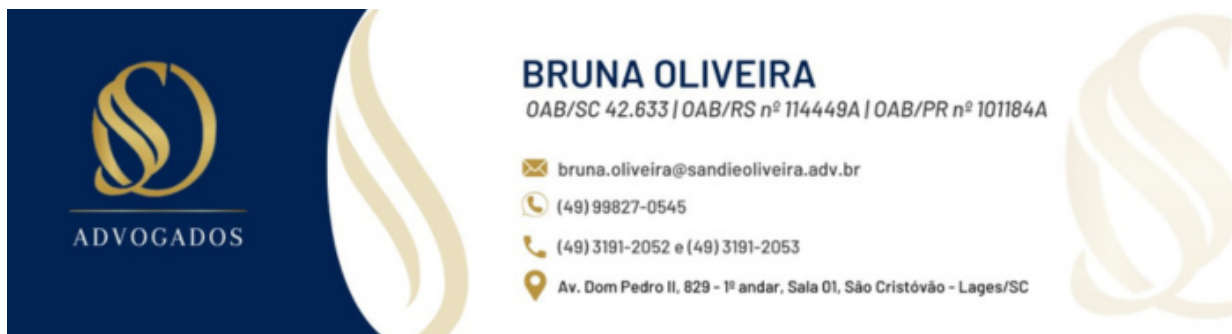 ADVOGADOS
BRUNA OLIVEIRA
OAB/SC 42.633 | OAB/RS nº 114449A | OAB/PR nº 101184A
bruna.oliveira@sandieoliveira.adv.br
(49) 99827-0545
(49) 3191-2052 e (49) 3191-2053
Av. Dom Pedro II, 829 - 1º andar, Sala 01, São Cristóvão - Lages/SC